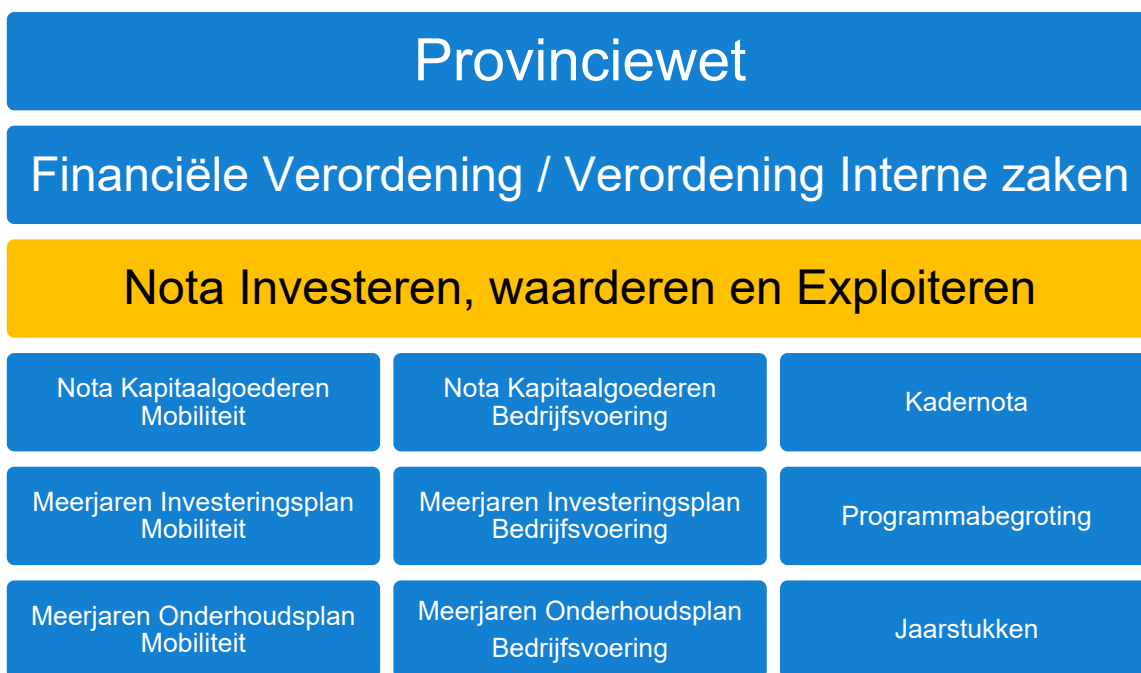 Provinciewet
Financiële Verordening / Verordening Interne zaken
Nota Investeren, waarderen en Exploiteren
Nota Kapitaalgoederen
Mobiliteit
Nota Kapitaalgoederen
Bedrijfsvoering
Kadernota
Meerjaren Investeringsplan
Mobiliteit
Meerjaren Investeringsplan
Bedrijfsvoering
Programmabegroting
Meerjaren Onderhoudsplan
Mobiliteit
Meerjaren Onderhoudsplan
Bedrijfsvoering
Jaarstukken